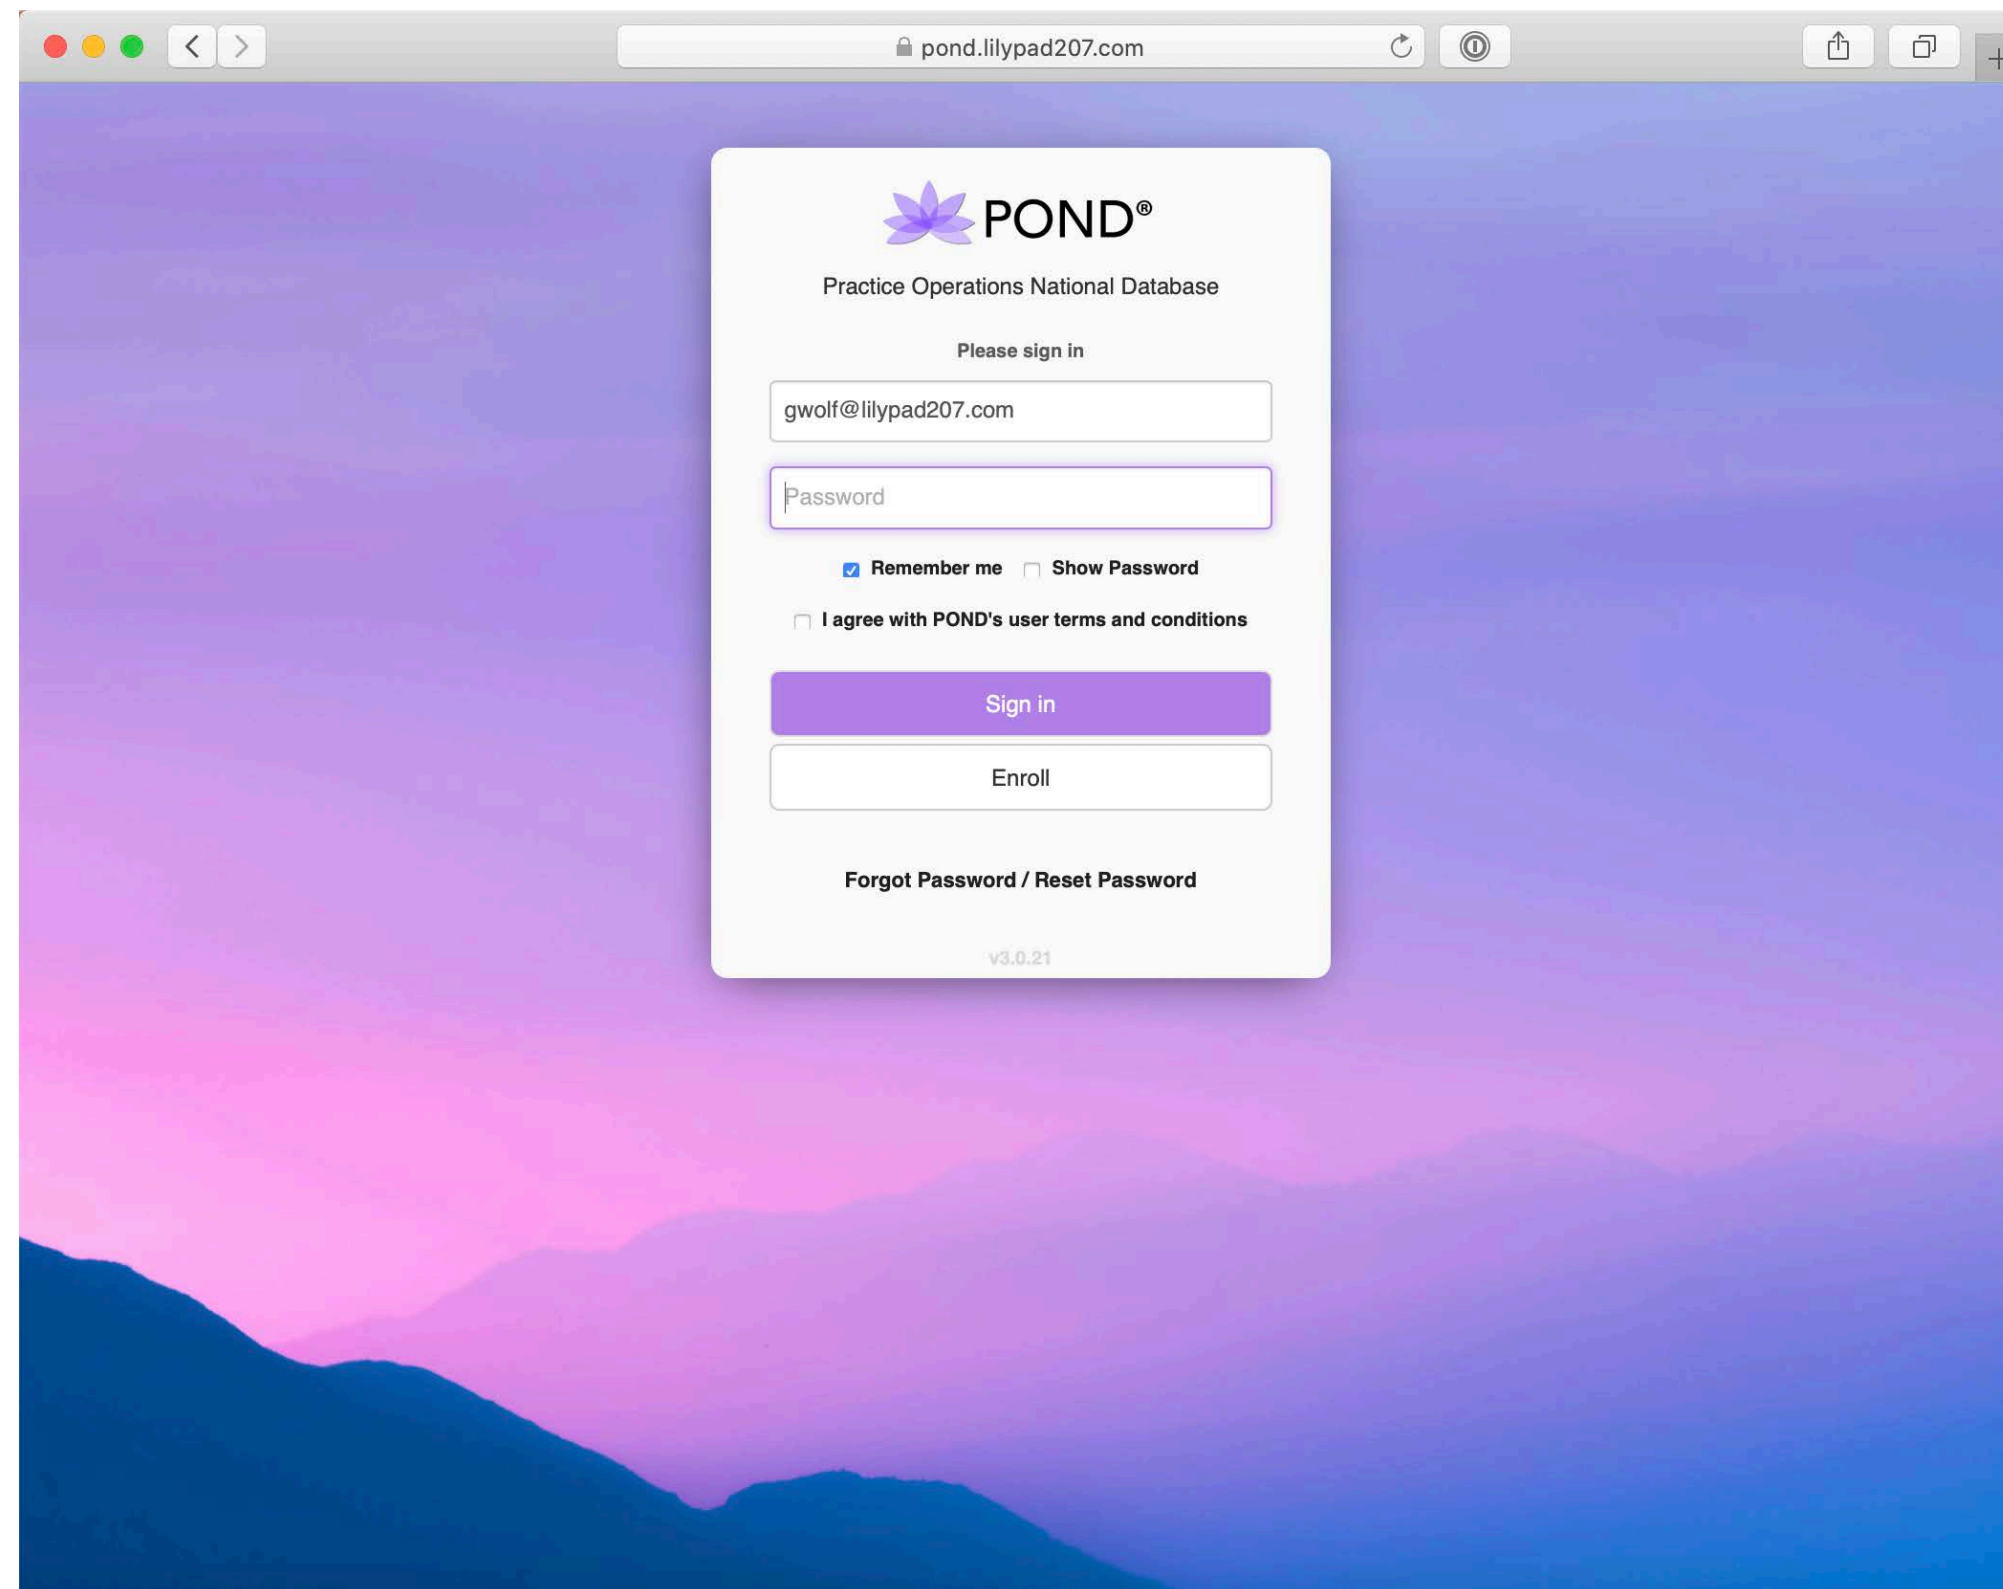 pond.lilypad207.com
POND®
Practice Operations National Database
Please sign in
gwolf@lilypad207.com
Password
Remember me Show Password
I agree with POND's user terms and conditions
Sign in
Enroll
Forgot Password / Reset Password
v3.0.21